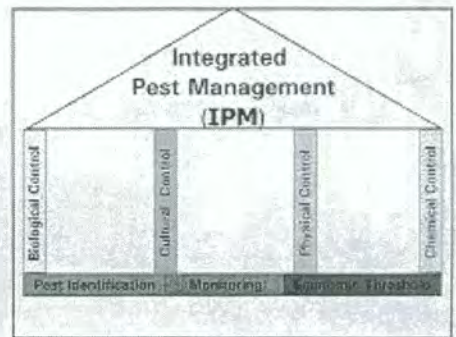 Integrated
Pest Management
(IPM)
Biological Control
Cultural Control
Physical Control
Chemical Control
Pest Identification
Monitoring
Economic Threshold